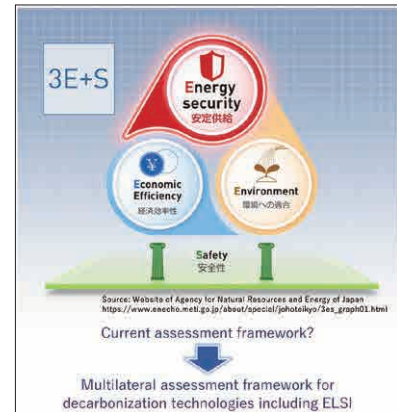 3E+S
Energy
security
安定供給
¥
Economic
Efficiency
経済効率性
Environment
環境への適合
Safety
安全性
Source: Website of Agency for Natural Resources and Energy of Japan
https://www.enecho.meti.go.jp/about/special/johoteikyo/3es_graph01.html
Current assessment framework?
Multilateral assessment framework for
decarbonization technologies including ELSI